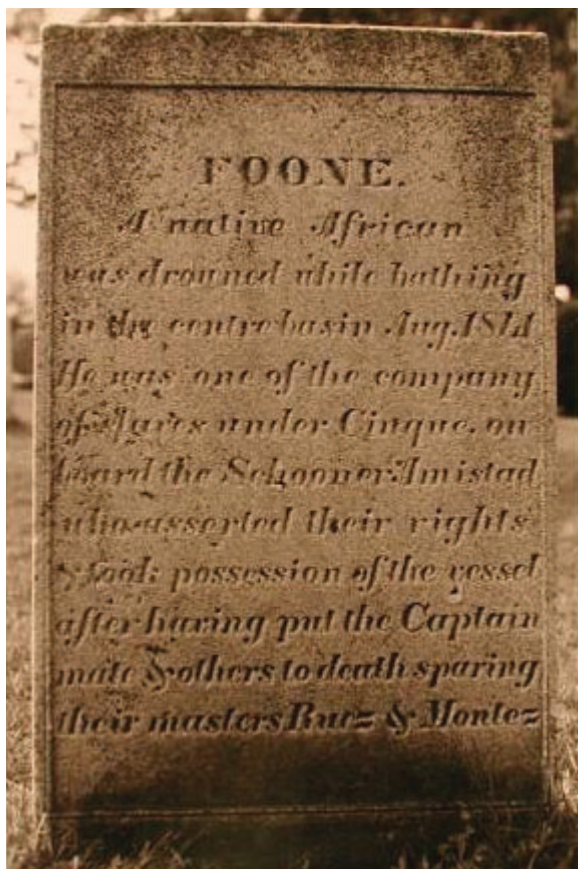 FOONE.
A native African
was drowned while bathing
in the centre basin Aug. 1841
He was one of the company
of slaves under Cinque, on
board the Schooner Amistad
who asserted their rights
& took possession of the vessel
after having put the Captain
mate & others to death sparing
their masters Ruez & Montez